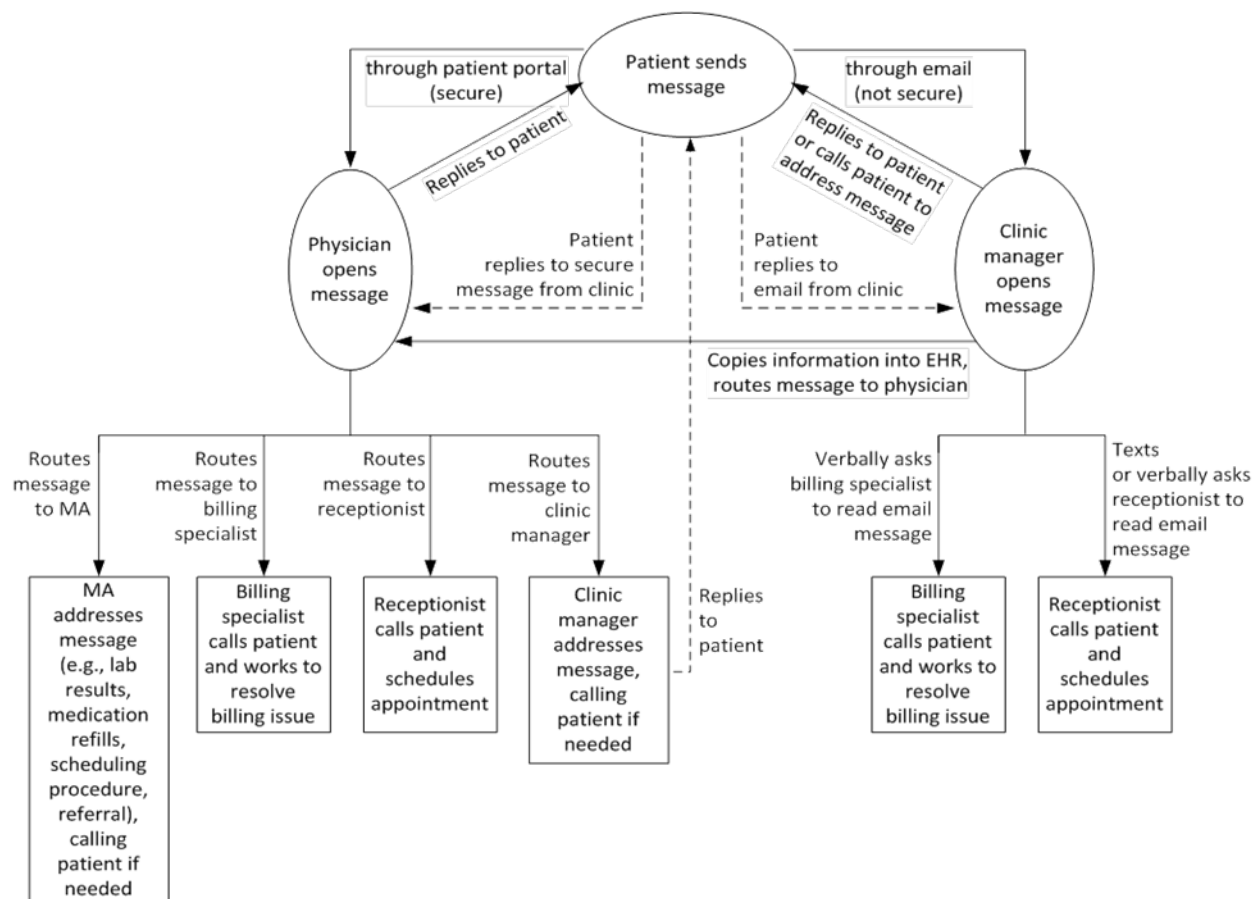 Patient sends
message
through patient portal
(secure)
through email
(not secure)
Replies to patient
Replies to patient
or calls patient to
address message
Physician
opens
message
Patient
replies to secure
message from clinic
Patient
replies to
email from clinic
Clinic
manager
opens
message
Copies information into EHR,
routes message to physician
Routes
message
to MA
Routes
message to
billing
specialist
Routes
message to
receptionist
Routes
message to
clinic
manager
Verbally asks
billing specialist
to read email
message
Texts
or verbally asks
receptionist to
read email
message
MA
addresses
message
(e.g., lab
results,
medication
refills,
scheduling
procedure,
referral),
calling
patient if
needed
Billing
specialist
calls patient
and works to
resolve
billing issue
Receptionist
calls patient
and
schedules
appointment
Clinic
manager
addresses
message,
calling
patient if
needed
Replies
to
patient
Billing
specialist
calls patient
and works to
resolve
billing issue
Receptionist
calls patient
and
schedules
appointment